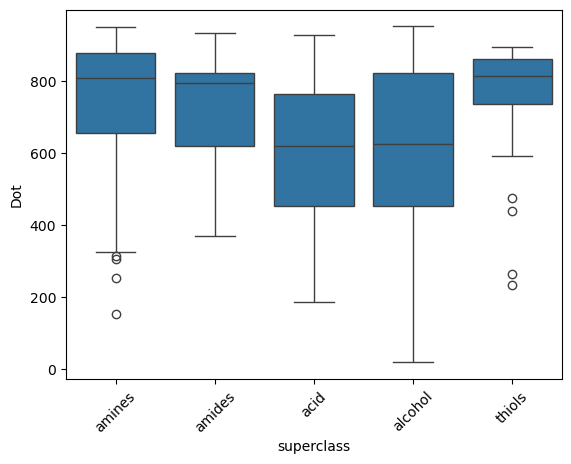 Dot
800
600
400
200
0
amines
amides
acid
alcohol
thiols
superclass